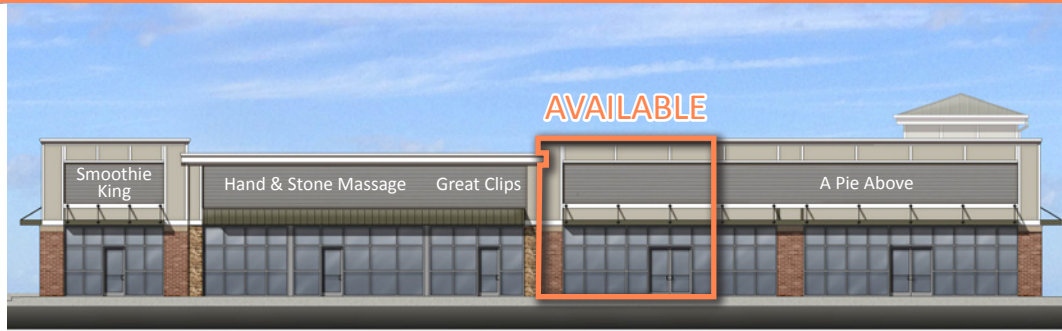 AVAILABLE
Smoothie
King
Hand & Stone Massage
Great Clips
A Pie Above